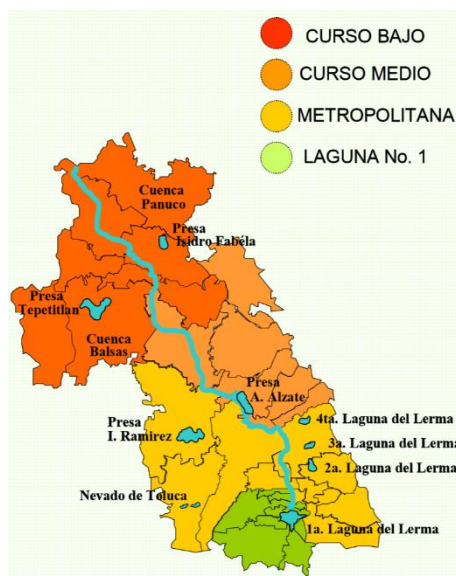 CURSO BAJO
CURSO MEDIO
METROPOLITANA
LAGUNA No. 1
Cuenca
Panuco
Presa
Isidro Fabéla
Presa
Tepetitlan
Cuenca
Balsas
Presa
A. Alzate
Presa
I. Ramirez
4ta. Laguna del Lerma
3a. Laguna del Lerma
2a. Laguna del Lerma
Nevado de Toluca
1a. Laguna del Lerma